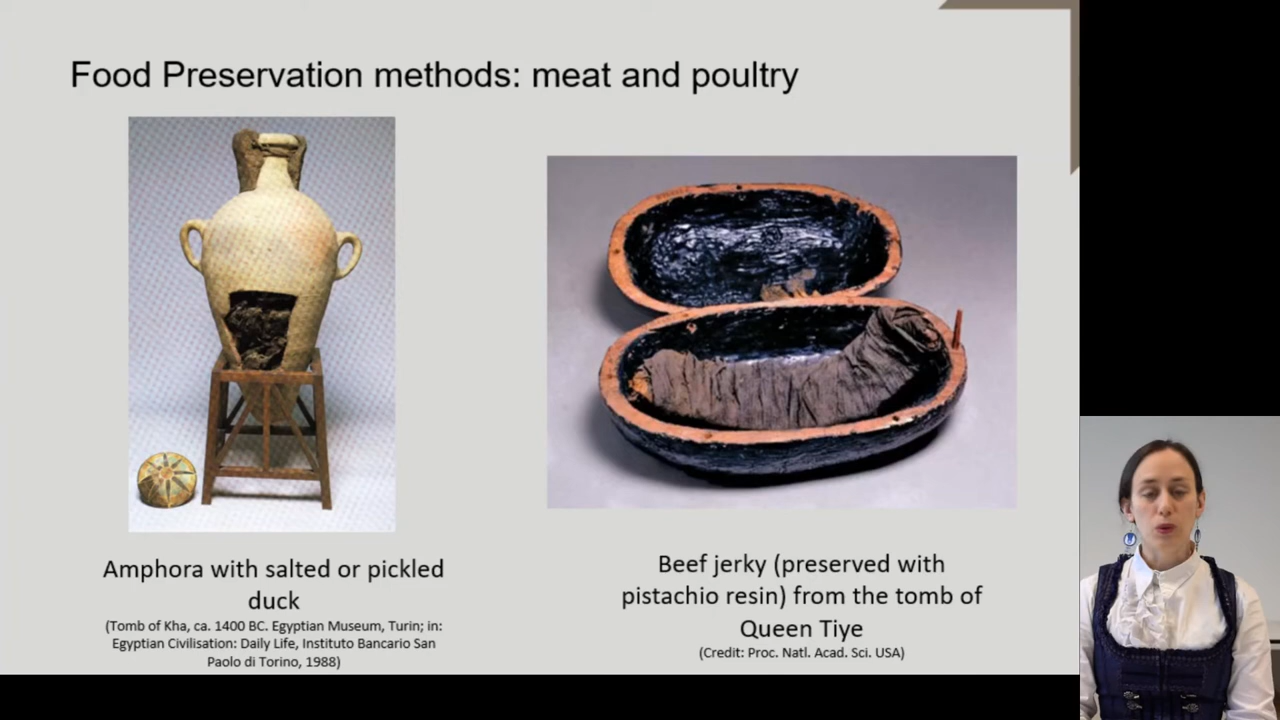 Food Preservation methods: meat and poultry
Amphora with salted or pickled
duck
(Tomb of Kha, ca. 1400 BC. Egyptian Museum, Turin; in:
Egyptian Civilisation: Daily Life, Instituto Bancario San
Paolo di Torino, 1988)
Beef jerky (preserved with
pistachio resin) from the tomb of
Queen Tiye
(Credit: Proc. Natl. Acad. Sci. USA)